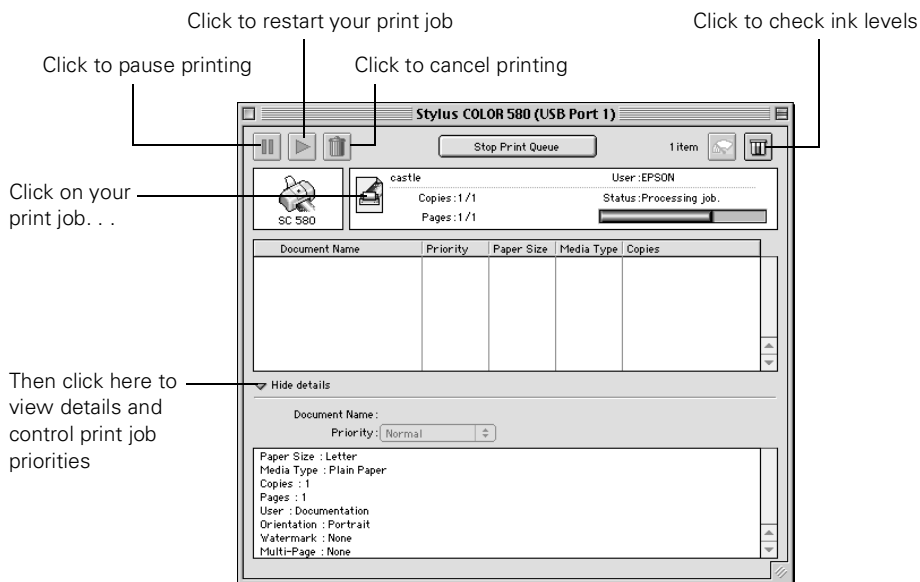 Click to restart your print job
Click to check ink levels
Click to pause printing
Click to cancel printing
Stylus COLOR 580 (USB Port 1)
Stop Print Queue
1 item
Click on your
print job. . .
SC 580
castle
User :EPSON
Copies :1/1
Status :Processing job.
Pages :1/1
Document Name
Priority
Paper Size
Media Type
Copies
Then click here to
view details and
control print job
priorities
Hide details
Document Name :
Priority : Normal
Paper Size : Letter
Media Type : Plain Paper
Copies : 1
Pages : 1
User : Documentation
Orientation : Portrait
Watermark : None
Multi-Page : None